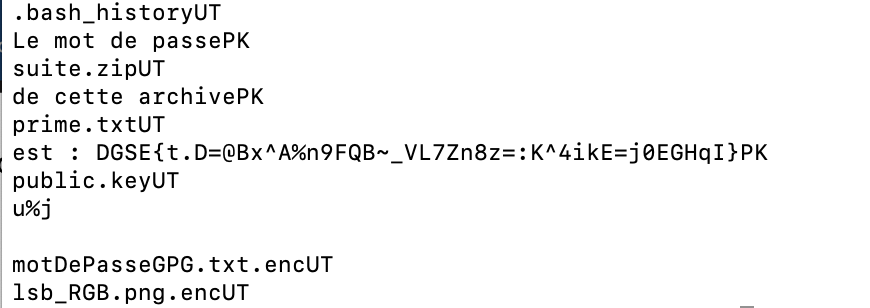 .bash_historyUT
Le mot de passePK
suite.zipUT
de cette archivePK
prime.txtUT
est : DGSE{t.D=@Bx^A%n9FQB~_VL7Zn8z=:K^4ikE=j0EGHqI}PK
public.keyUT
u%j
motDePasseGPG.txt.encUT
lsb_RGB.png.encUT